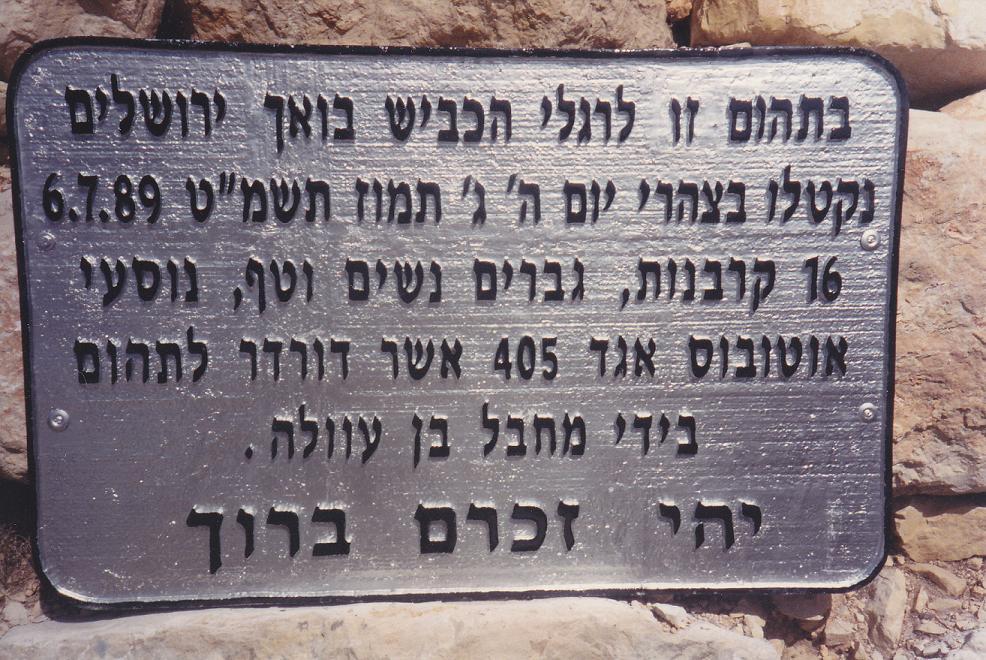 בתהום זו לרגלי הכביש בואך ירושלים
נקטלו בצהרי יום ה' ג' תמוז תשמ"ט 6.7.89
16 קרבנות, גברים נשים וטף, נוסעי
אוטובוס אגד 405 אשר דורדרו לתהום
בידי מחבל בן עוולה.
יהי זכרם ברוך